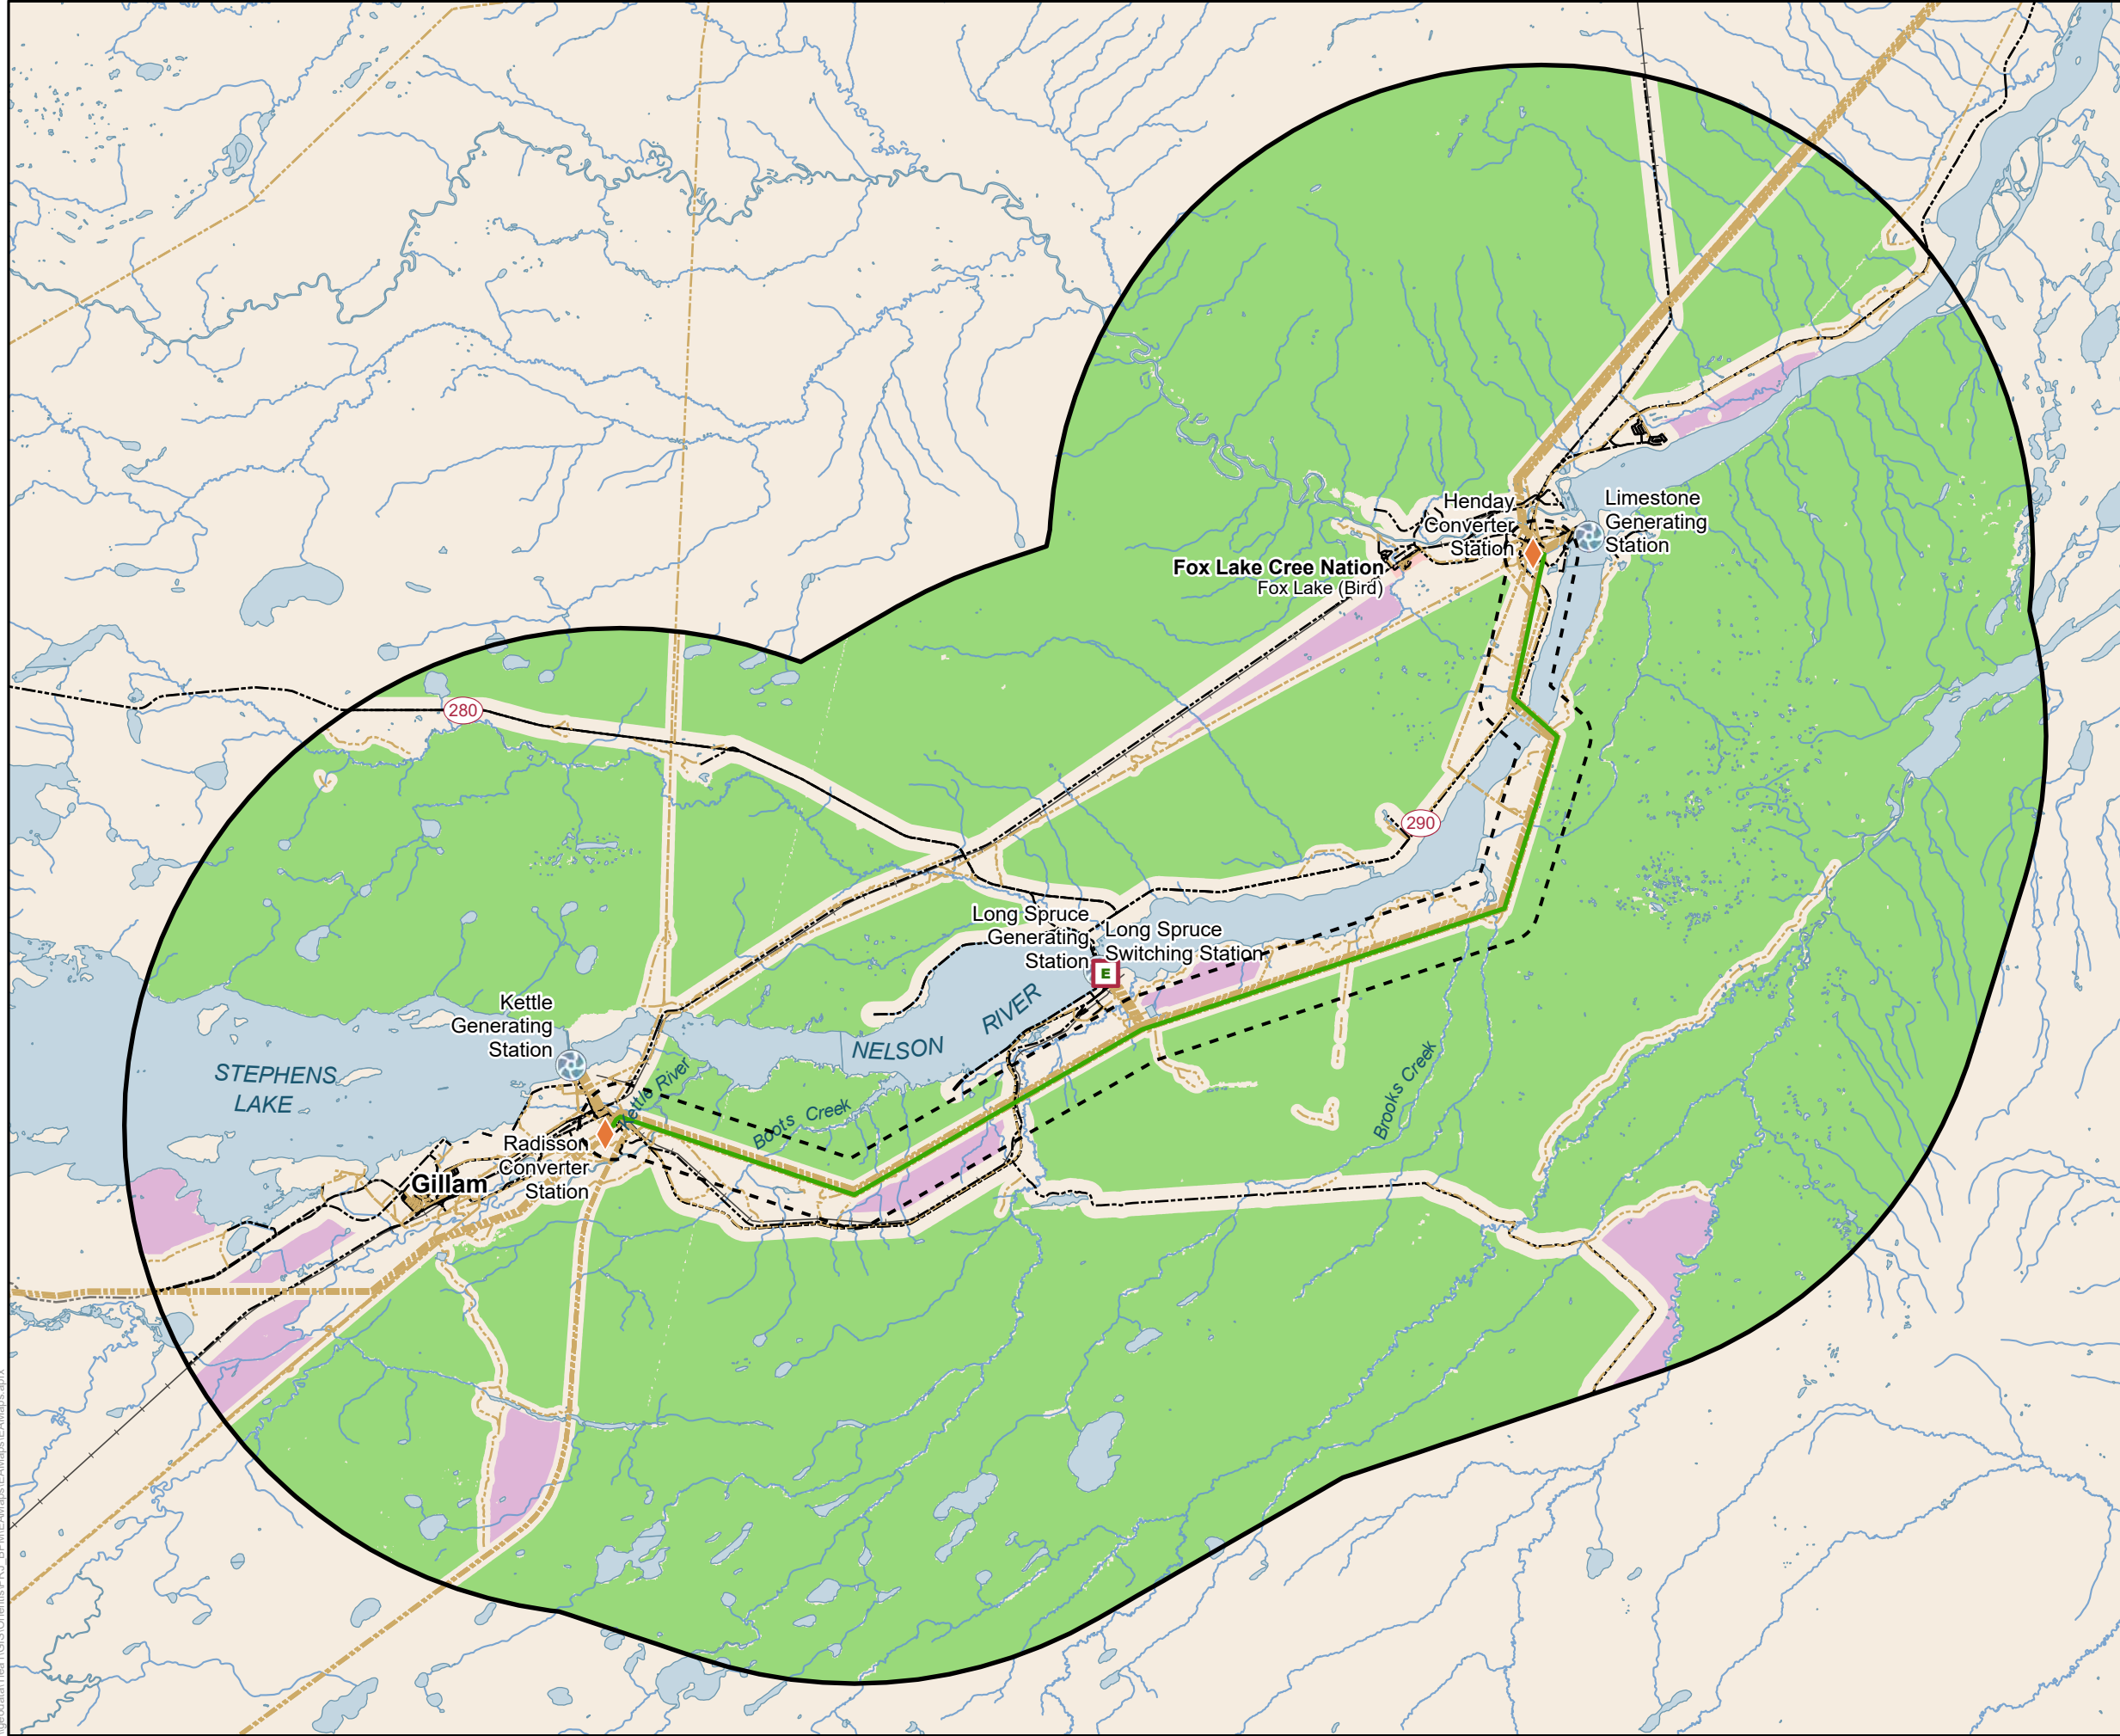 Henday
Converter
Station
Limestone
Generating
Station
Fox Lake Cree Nation
Fox Lake (Bird)
280
290
Long Spruce
Generating
Station
Long Spruce
Switching Station
E
Kettle
Generating
Station
RIVER
NELSON
STEPHENS
LAKE
Kettle River
Boots Creek
Brooks Creek
Radisson
Converter
Station
Gillam